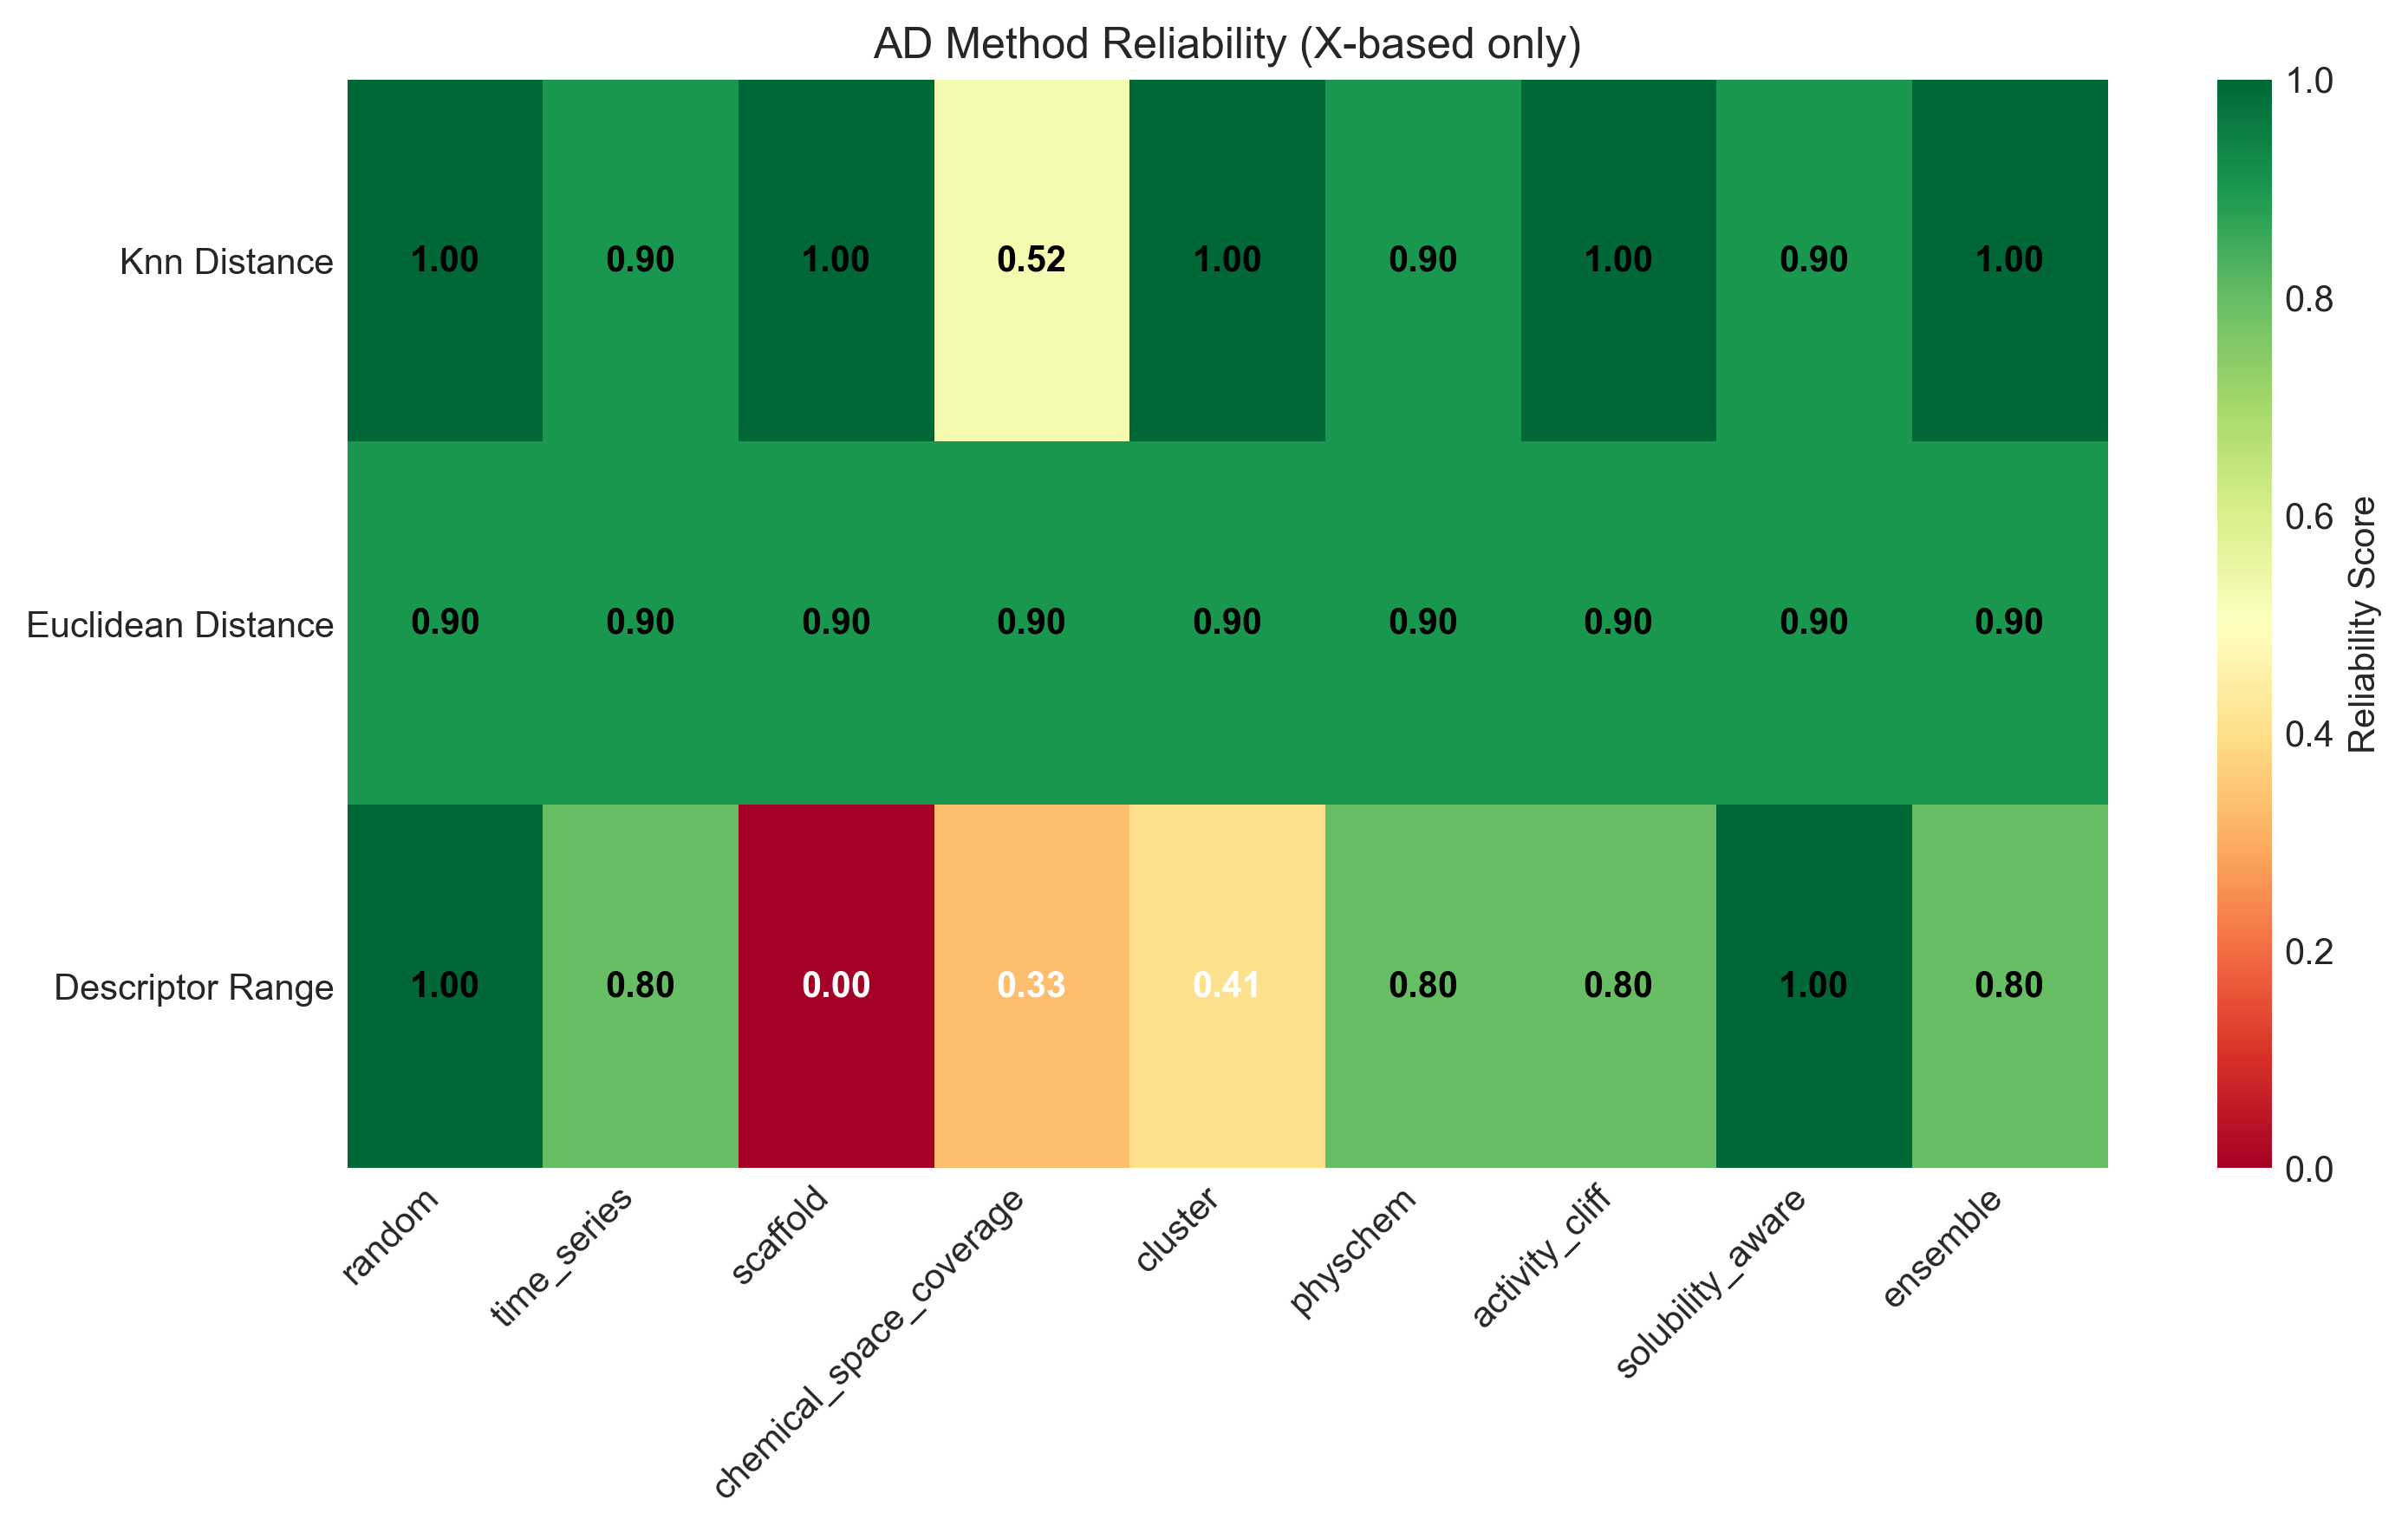 AD Method Reliability (X-based only)
Knn Distance 1.00 0.90 1.00 0.52 1.00 0.90 1.00 0.90 1.00
Euclidean Distance 0.90 0.90 0.90 0.90 0.90 0.90 0.90 0.90 0.90
Descriptor Range 1.00 0.80 0.00 0.33 0.41 0.80 0.80 1.00 0.80
random
time_series
scaffold
chemical_space_coverage
cluster
physchem
activity_cliff
solubility_aware
ensemble
1.0
0.8
0.6
0.4
0.2
0.0
Reliability Score